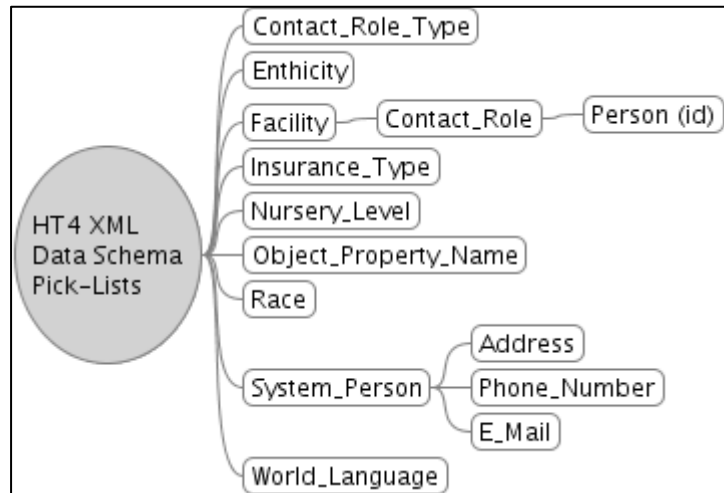 HT4 XML
Data Schema
Pick-Lists
Contact_Role_Type
Enthicity
Facility
Contact_Role
Person (id)
Insurance_Type
Nursery_Level
Object_Property_Name
Race
System_Person
Address
Phone_Number
E_Mail
World_Language